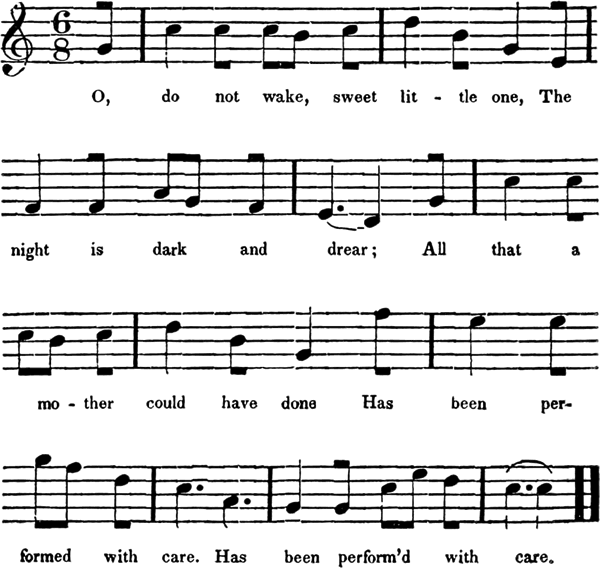 6
8
O, do not wake, sweet lit - tle one, The
night is dark and drear; All that a
mo - ther could have done Has been per-
formed with care. Has been perform'd with care.